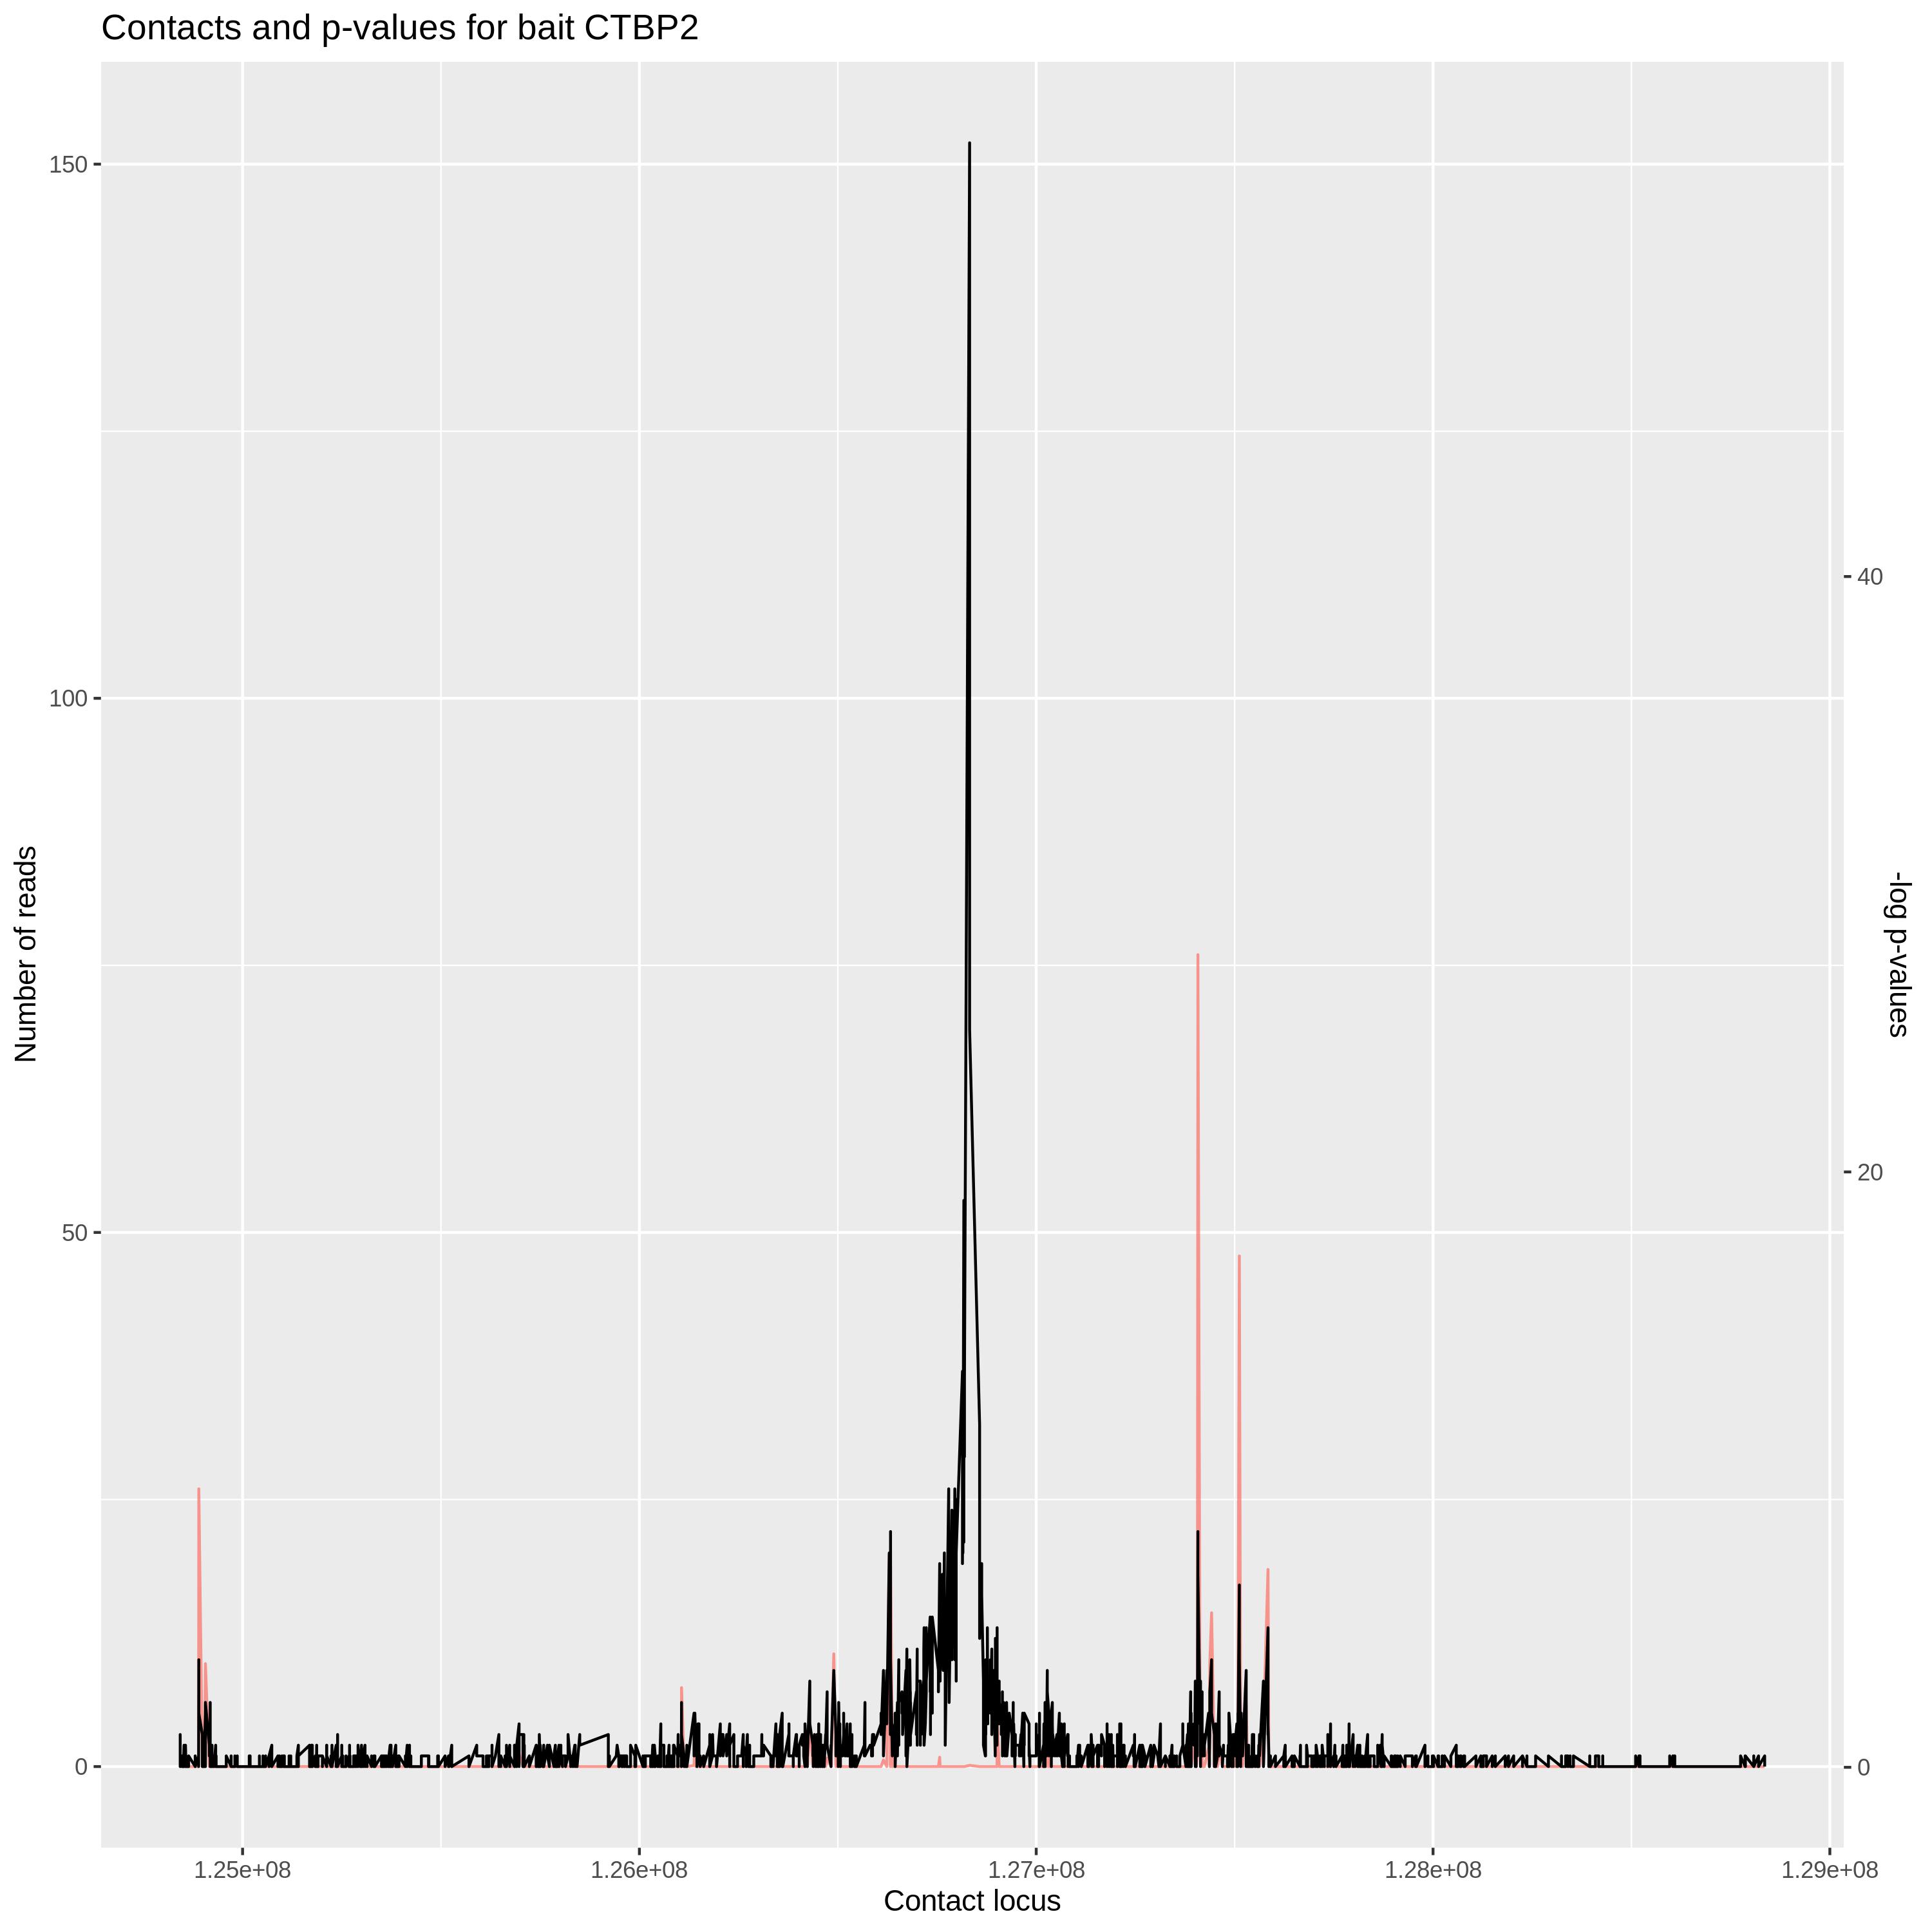 Contacts and p-values for bait CTBP2
150
100
50
0
40
20
0
Number of reads
-log p-values
1.25e+08
1.26e+08
1.27e+08
1.28e+08
1.29e+08
Contact locus